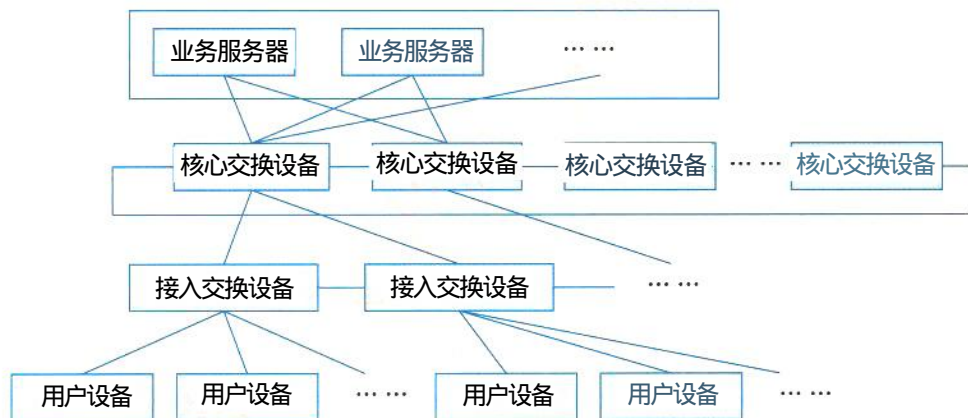 业务服务器 业务服务器 … …
核心交换设备 核心交换设备 核心交换设备 … … 核心交换设备
接入交换设备 接入交换设备 … …
用户设备 用户设备 … … 用户设备 用户设备 … …